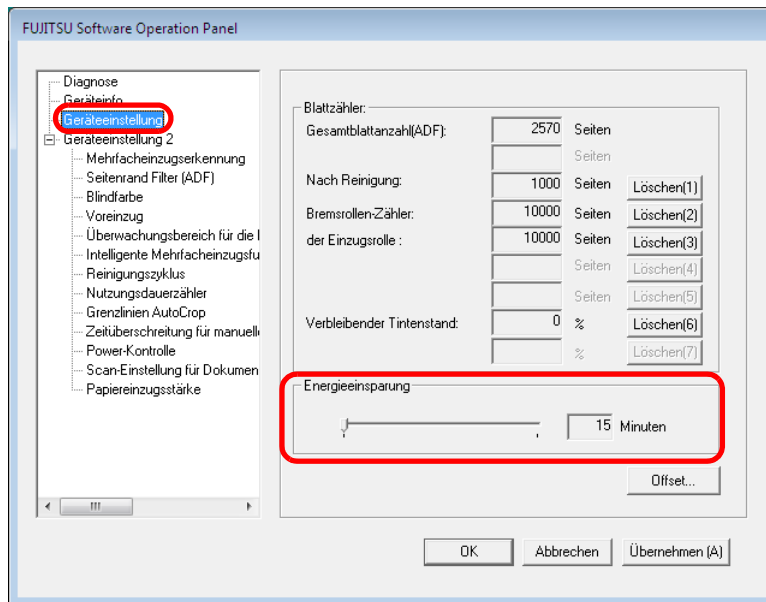 FUJITSU Software Operation Panel
Diagnose
Geräteinfo
Geräteeinstellung
Geräteeinstellung 2
Mehrfacheinzugserkennung
Seitenrand Filter (ADF)
Blindfarbe
Voreinzug
Überwachungsbereich für die
Intelligente Mehrfacheinzugsfu
Reinigungszyklus
Nutzungsdauerzähler
Grenzlinien AutoCrop
Zeitüberschreitung für manuell
Power-Kontrolle
Scan-Einstellung für Dokumen
Papiereinzugsstärke
Blattzähler:
Gesamtblattanzahl(ADF): 2570 Seiten
Seiten
Nach Reinigung: 1000 Seiten Löschen(1)
Bremsrollen-Zähler: 10000 Seiten Löschen(2)
der Einzugsrolle : 10000 Seiten Löschen(3)
Seiten Löschen(4)
Seiten Löschen(5)
Verbleibender Tintenstand: 0 % Löschen(6)
% Löschen(7)
Energieeinsparung
15 Minuten
Offset...
OK Abbrechen Übernehmen (A)